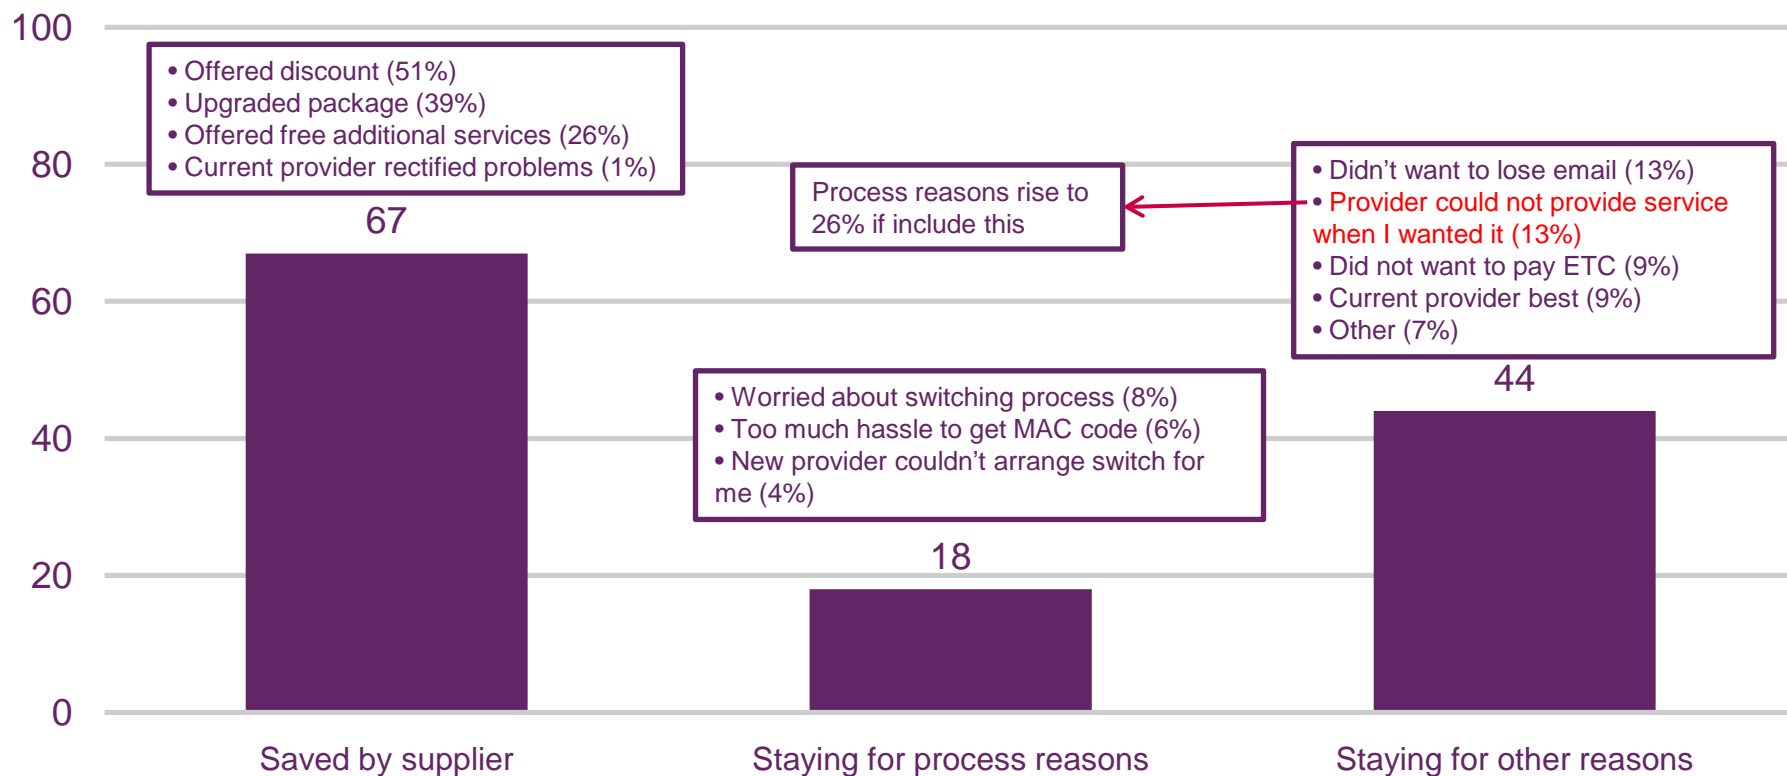 100
80
60
40
20
0
• Offered discount (51%)
• Upgraded package (39%)
• Offered free additional services (26%)
• Current provider rectified problems (1%)
67
Process reasons rise to
26% if include this
• Didn’t want to lose email (13%)
• Provider could not provide service
when I wanted it (13%)
• Did not want to pay ETC (9%)
• Current provider best (9%)
• Other (7%)
44
• Worried about switching process (8%)
• Too much hassle to get MAC code (6%)
• New provider couldn’t arrange switch for
me (4%)
18
Saved by supplier
Staying for process reasons
Staying for other reasons